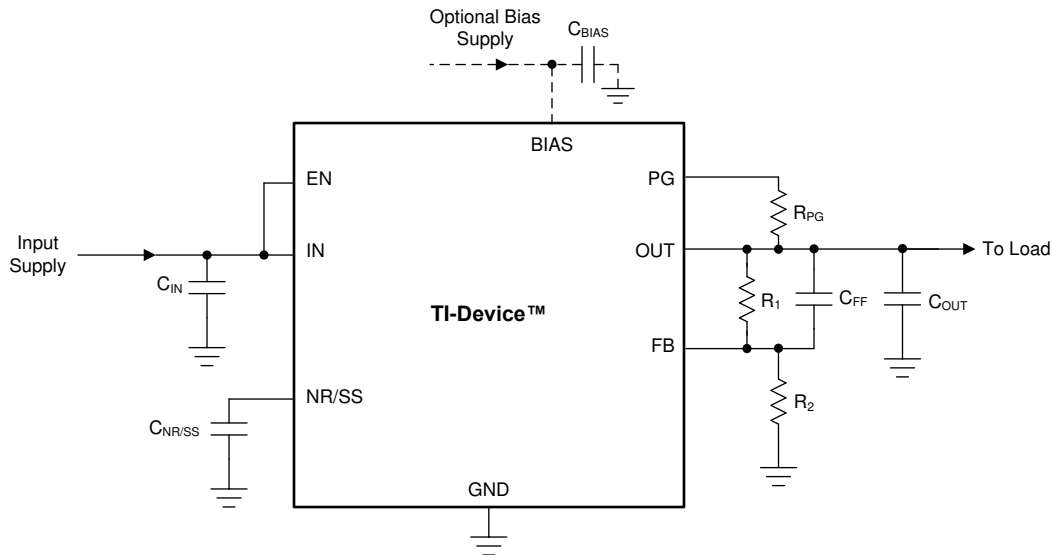 Optional Bias
Supply
C_BIAS
BIAS
EN
PG
R_PG
Input
Supply
IN
OUT
To Load
C_IN
R_1
C_FF
C_OUT
TI-Device™
FB
NR/SS
R_2
C_NR/SS
GND